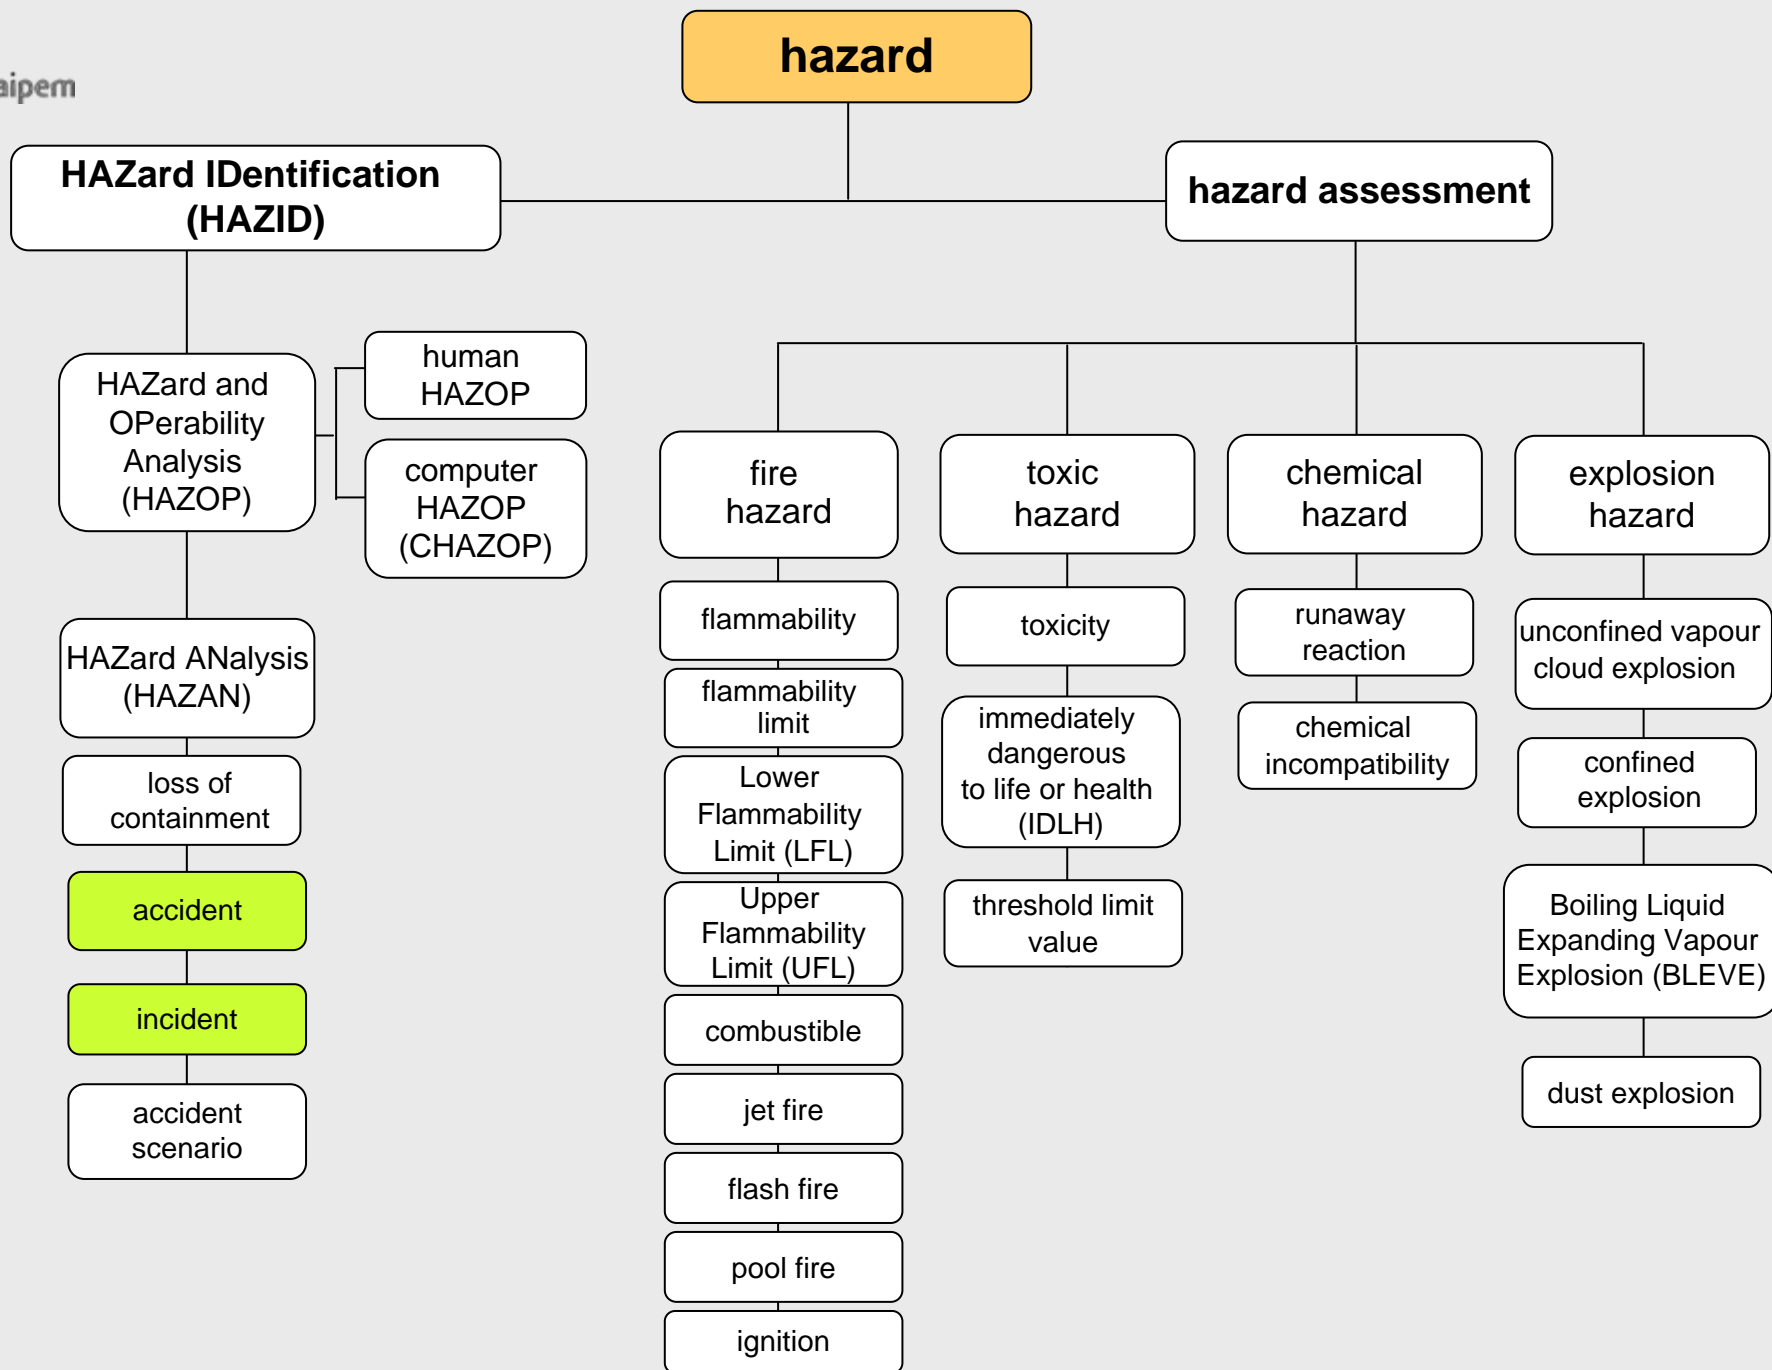 hazard
aipem
HAZard IDentification
(HAZID)
hazard assessment
HAZard and
OPerability
Analysis
(HAZOP)
human
HAZOP
computer
HAZOP
(CHAZOP)
HAZard ANalysis
(HAZAN)
loss of
containment
accident
incident
accident
scenario
fire
hazard
flammability
flammability
limit
Lower
Flammability
Limit (LFL)
Upper
Flammability
Limit (UFL)
combustible
jet fire
flash fire
pool fire
ignition
toxic
hazard
toxicity
immediately
dangerous
to life or health
(IDLH)
threshold limit
value
chemical
hazard
runaway
reaction
chemical
incompatibility
explosion
hazard
unconfined vapour
cloud explosion
confined
explosion
Boiling Liquid
Expanding Vapour
Explosion (BLEVE)
dust explosion